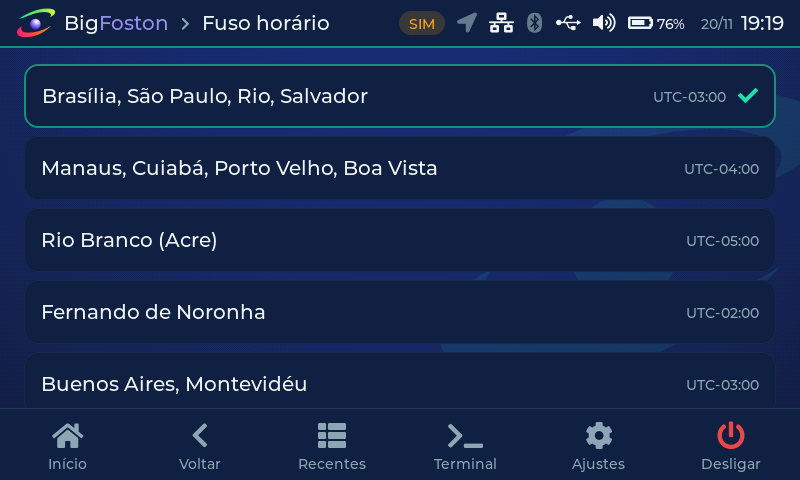 BigFoston > Fuso horário SIM 76% 20/11 19:19
Brasília, São Paulo, Rio, Salvador UTC-03:00
Manaus, Cuiabá, Porto Velho, Boa Vista UTC-04:00
Rio Branco (Acre) UTC-05:00
Fernando de Noronha UTC-02:00
Buenos Aires, Montevidéu UTC-03:00
Início Voltar Recentes Terminal Ajustes Desligar